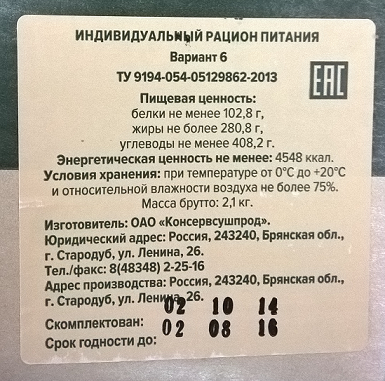 ИНДИВИДУАЛЬНЫЙ РАЦИОН ПИТАНИЯ
Вариант 6
ТУ 9194-054-05129862-2013
EAC
Пищевая ценность:
белки не менее 102,8 г,
жиры не более 280,8 г,
углеводы не менее 408,2 г.
Энергетическая ценность не менее: 4548 ккал.
Условия хранения: при температуре от 0°С до +20°С
и относительной влажности воздуха не более 75%.
Масса брутто: 2,1 кг.
Изготовитель: ОАО «Консервсушпрод».
Юридический адрес: Россия, 243240, Брянская обл.,
г. Стародуб, ул. Ленина, 26.
Тел./факс: 8(48348) 2-25-16
Адрес производства: Россия, 243240, Брянская обл.,
г. Стародуб, ул. Ленина, 26.
Скомплектован: 02 10 14
Срок годности до: 02 08 16